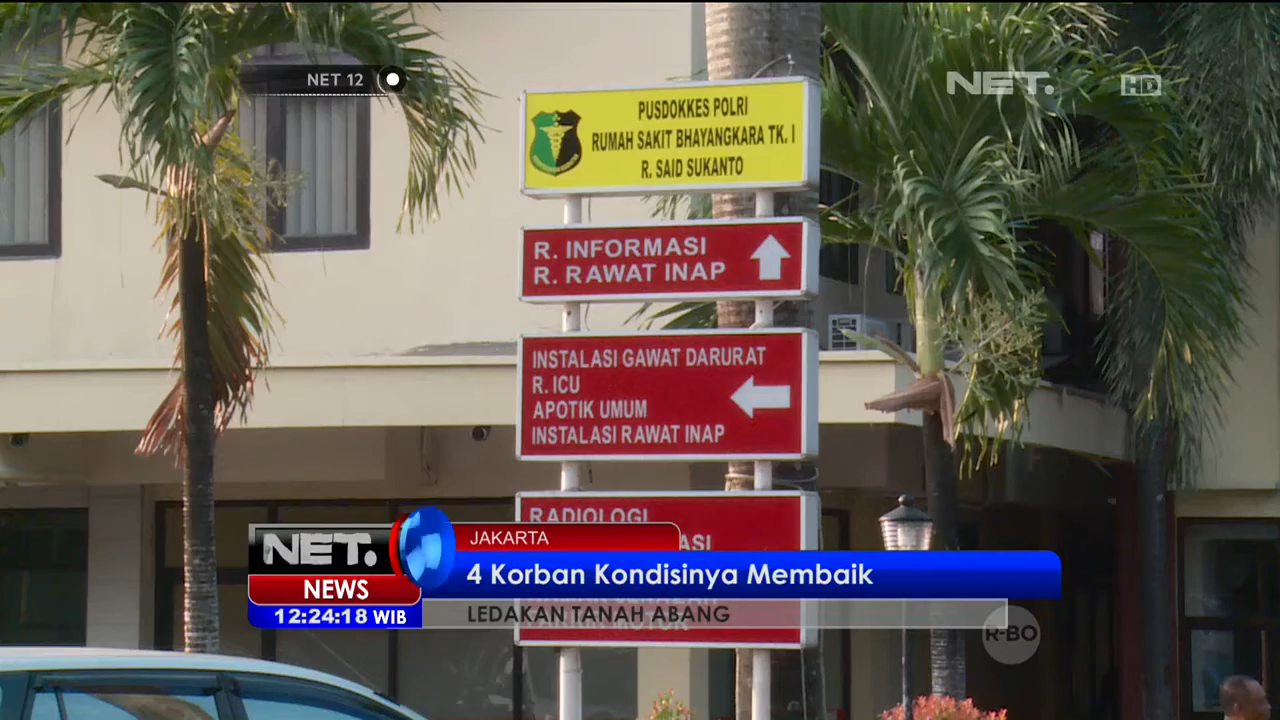 NET 12
NET. HD
PUSDOKKES POLRI
RUMAH SAKIT BHAYANGKARA TK. I
R. SAID SUKANTO
R. INFORMASI
R. RAWAT INAP
INSTALASI GAWAT DARURAT
R. ICU
APOTIK UMUM
INSTALASI RAWAT INAP
RADIOLOGI
JAKARTA
NET.
NEWS
4 Korban Kondisinya Membaik
12:24:18 WIB
LEDAKAN TANAH ABANG
R-BO